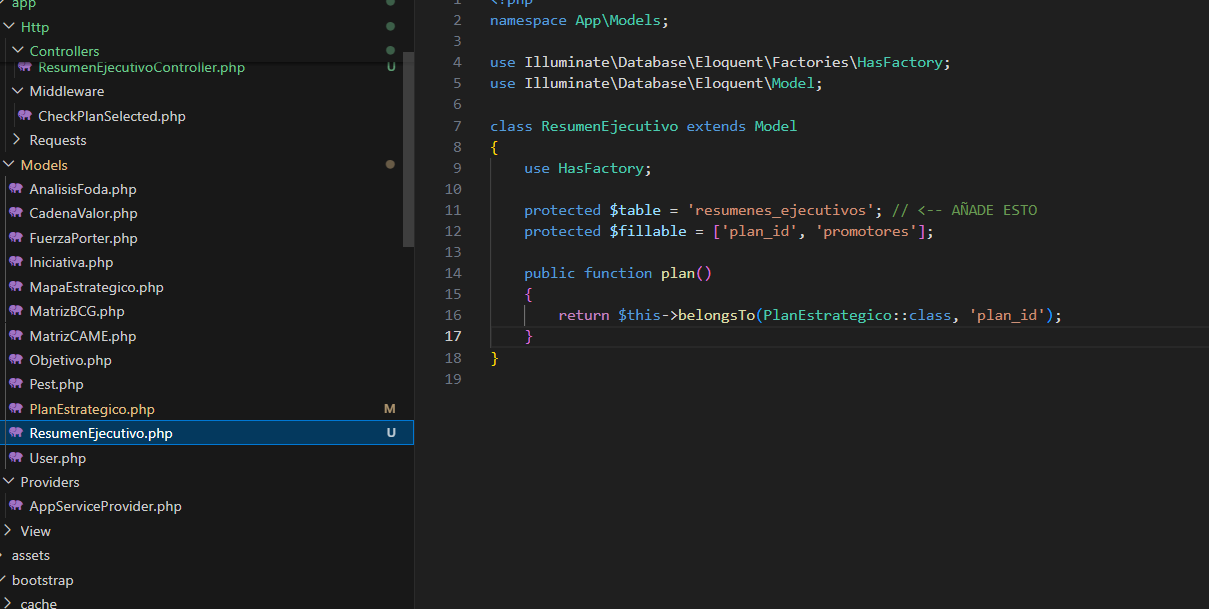 app
Http
Controllers
ResumenEjecutivoController.php U
Middleware
CheckPlanSelected.php
Requests
Models
AnalisisFoda.php
CadenaValor.php
FuerzaPorter.php
Iniciativa.php
MapaEstrategico.php
MatrizBCG.php
MatrizCAME.php
Objetivo.php
Pest.php
PlanEstrategico.php M
ResumenEjecutivo.php U
User.php
Providers
AppServiceProvider.php
View
assets
bootstrap
cache
1 <?php
2 namespace App\Models;
3
4 use Illuminate\Database\Eloquent\Factories\HasFactory;
5 use Illuminate\Database\Eloquent\Model;
6
7 class ResumenEjecutivo extends Model
8 {
9 use HasFactory;
10
11 protected $table = 'resumenes_ejecutivos'; // <-- AÑADE ESTO
12 protected $fillable = ['plan_id', 'promotores'];
13
14 public function plan()
15 {
16 return $this->belongsTo(PlanEstrategico::class, 'plan_id');
17 }
18 }
19